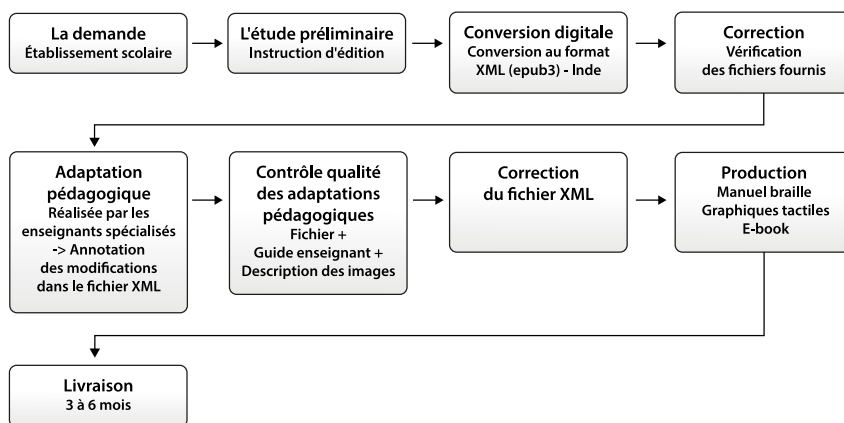 La demande
Établissement scolaire
L'étude préliminaire
Instruction d'édition
Conversion digitale
Conversion au format
XML (epub3) - Inde
Correction
Vérification
des fichiers fournis
Adaptation
pédagogique
Réalisée par les
enseignants spécialisés
-> Annotation
des modifications
dans le fichier XML
Contrôle qualité
des adaptations
pédagogiques
Fichier +
Guide enseignant +
Description des images
Correction
du fichier XML
Production
Manuel braille
Graphiques tactiles
E-book
Livraison
3 à 6 mois